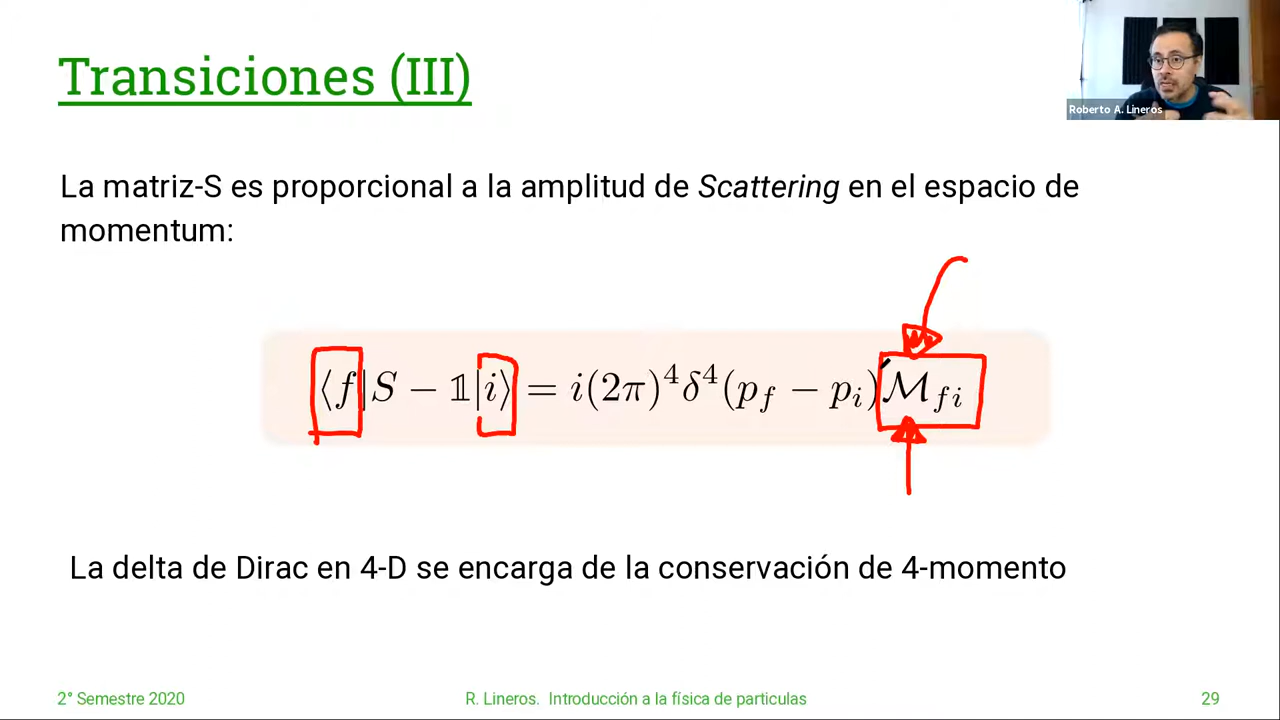 Transiciones (III)
Roberto A. Lineros
La matriz-S es proporcional a la amplitud de Scattering en el espacio de
momentum:
⟨f|S − 𝟙|i⟩ = i(2π)⁴δ⁴(p_f − p_i)ℳ_fi
La delta de Dirac en 4-D se encarga de la conservación de 4-momento
2° Semestre 2020
R. Lineros. Introducción a la física de particulas
29